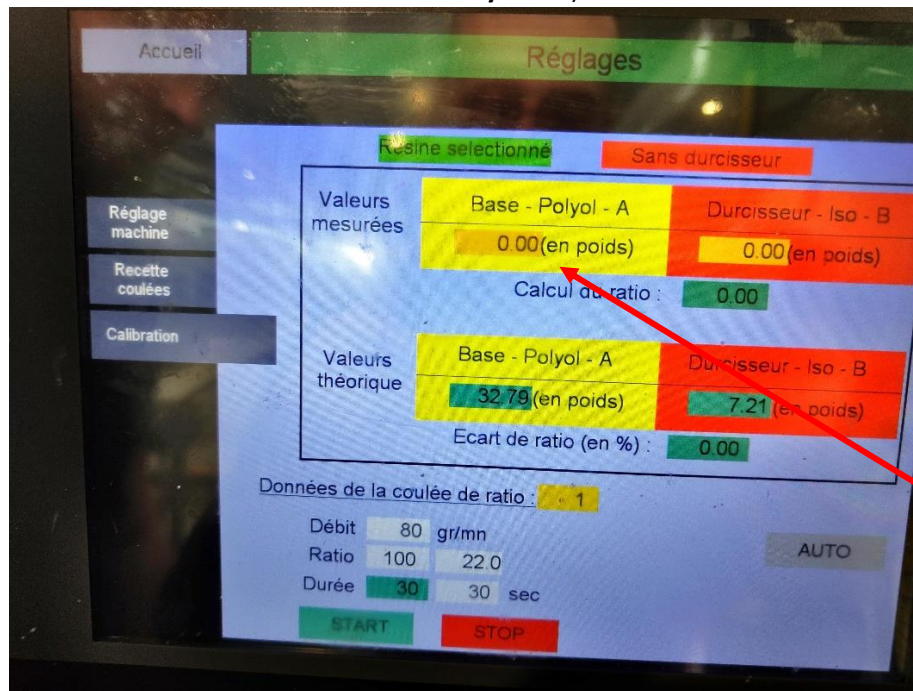 Accueil
Réglages
Résine selectionné
Sans durcisseur
Réglage
machine
Recette
coulées
Calibration
Valeurs
mesurées
Base - Polyol - A
Durcisseur - Iso - B
0.00(en poids)
0.00(en poids)
Calcul du ratio :
0.00
Valeurs
théorique
Base - Polyol - A
Durcisseur - Iso - B
32.79(en poids)
7.21(en poids)
Ecart de ratio (en %) :
0.00
Données de la coulée de ratio :
1
Débit
80
gr/mn
Ratio
100
22.0
Durée
30
30
sec
AUTO
START
STOP